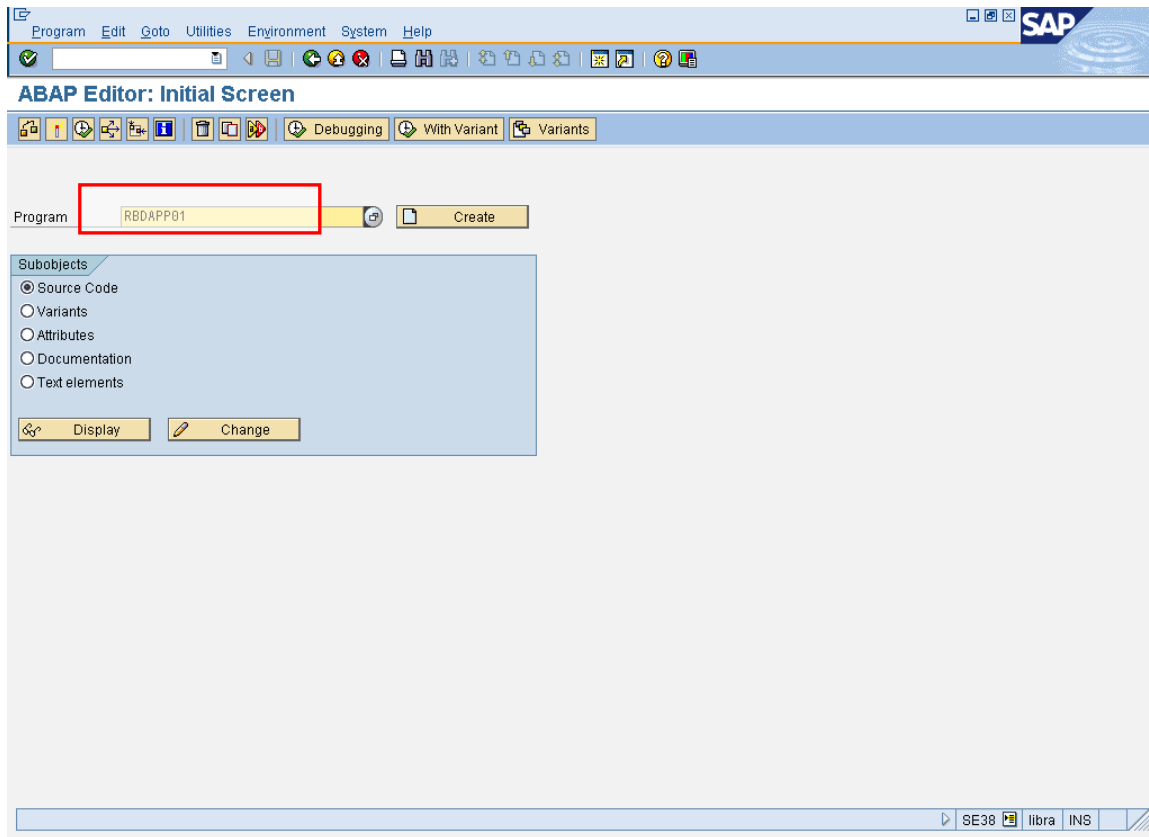 Program Edit Goto Utilities Environment System Help
SAP
ABAP Editor: Initial Screen
Debugging With Variant Variants
Program RBDAPP01 Create
Subobjects
Source Code
Variants
Attributes
Documentation
Text elements
Display Change
SE38 libra INS